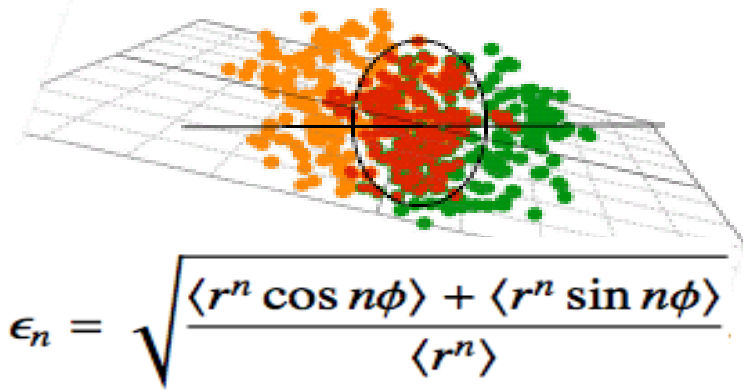 ϵₙ = √(⟨rⁿ cos nϕ⟩ + ⟨rⁿ sin nϕ⟩ / ⟨rⁿ⟩)